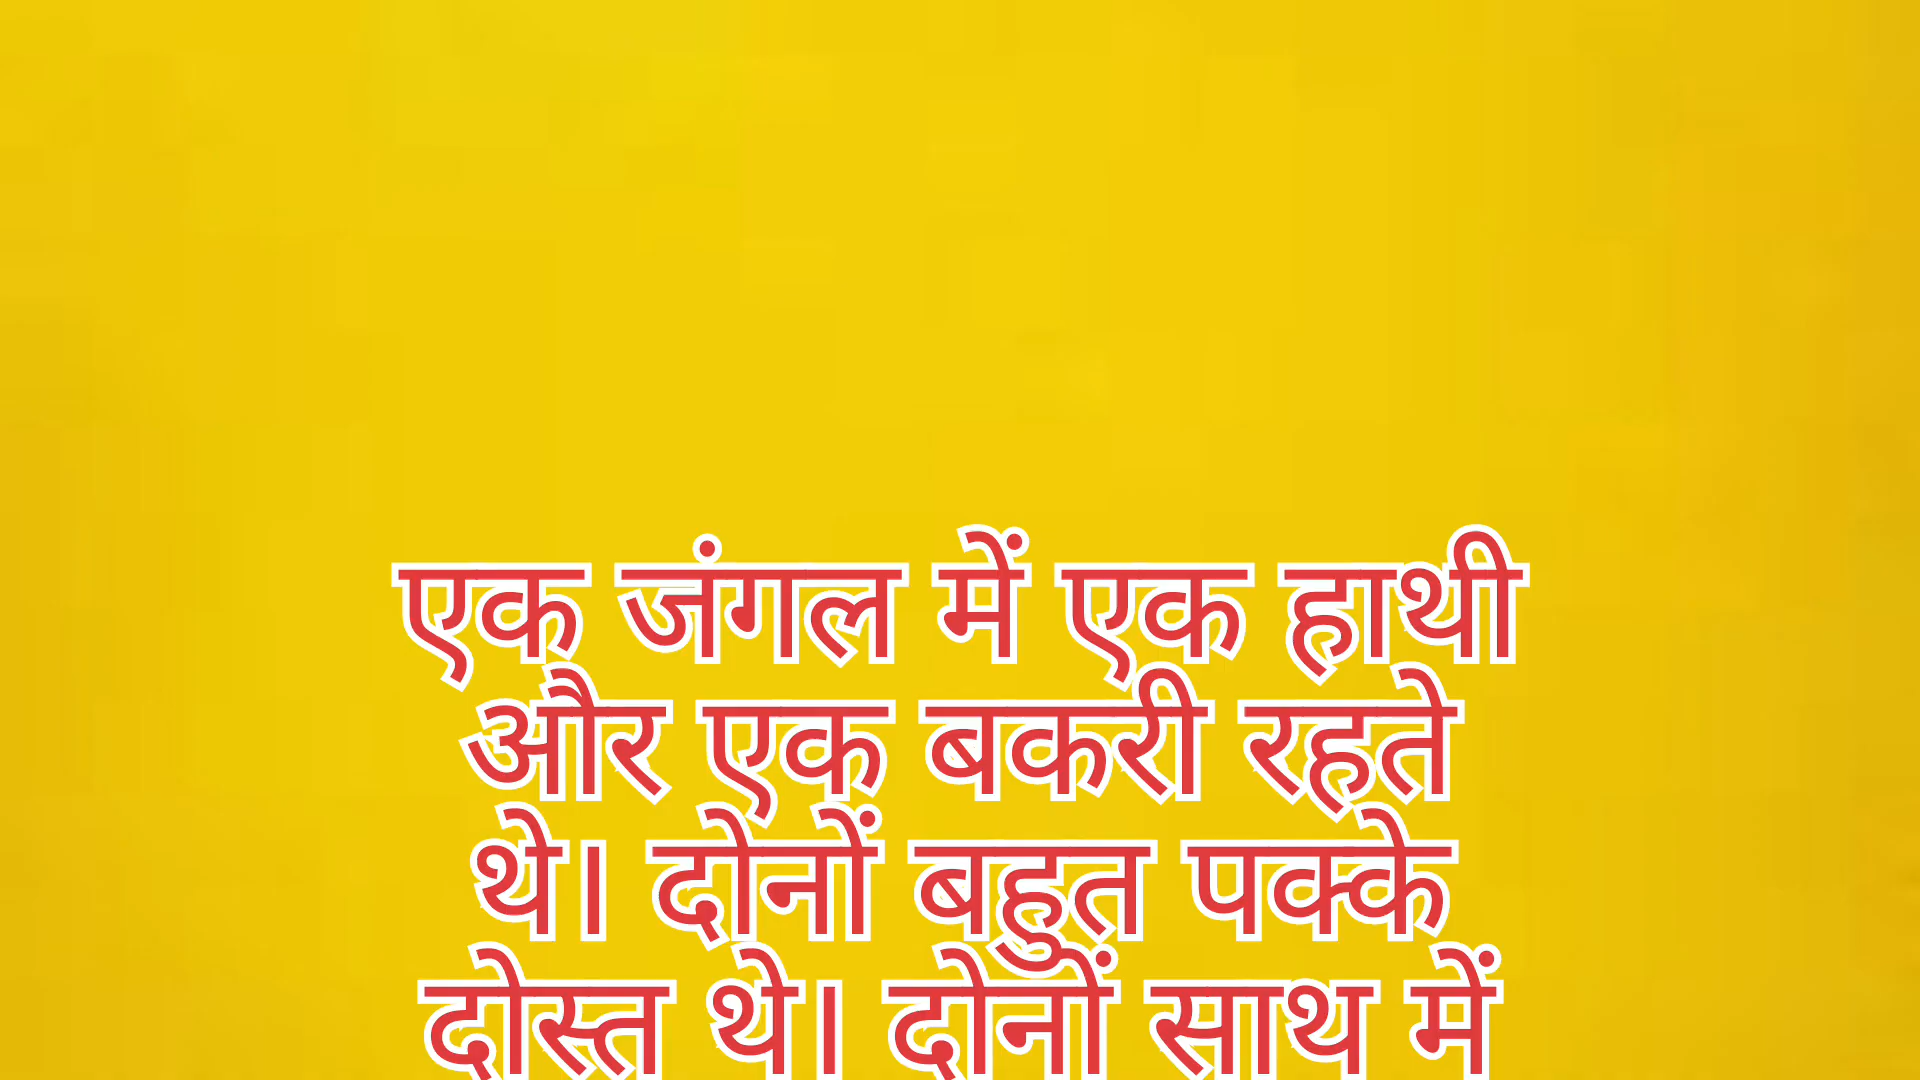 एक जंगल में एक हाथी
और एक बकरी रहते
थे। दोनों बहुत पक्के
दोस्त थे। दोनों साथ में